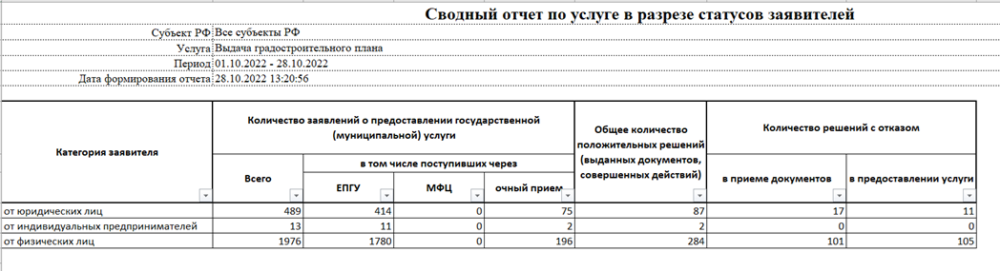 Сводный отчет по услуге в разрезе статусов заявителей
Субъект РФ Все субъекты РФ
Услуга Выдача градостроительного плана
Период 01.10.2022 - 28.10.2022
Дата формирования отчета 28.10.2022 13:20:56
Категория заявителя
Количество заявлений о предоставлении государственной
(муниципальной) услуги
Всего
в том числе поступивших через
ЕПГУ МФЦ очный прием
Общее количество
положительных решений
(выданных документов,
совершенных действий)
Количество решений с отказом
в приеме документов в предоставлении услуги
от юридических лиц 489 414 0 75 87 17 11
от индивидуальных предпринимателей 13 11 0 2 2 0 0
от физических лиц 1976 1780 0 196 284 101 105